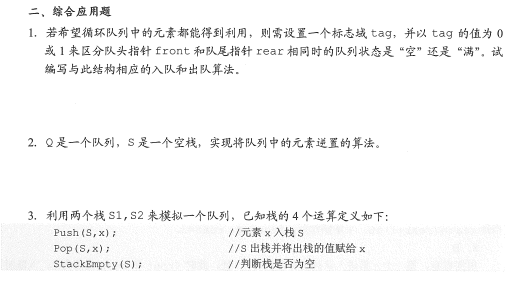 二、综合应用题
1. 若希望循环队列中的元素都能得到利用，则需设置一个标志域 tag，并以 tag 的值为 0
或 1 来区分队头指针 front 和队尾指针 rear 相同时的队列状态是“空”还是“满”。试
编写与此结构相应的入队和出队算法。
2. Q 是一个队列，S 是一个空栈，实现将队列中的元素逆置的算法。
3. 利用两个栈 S1,S2 来模拟一个队列，已知栈的 4 个运算定义如下：
Push(S,x); //元素 x 入栈 S
Pop(S,x); //S 出栈并将出栈的值赋给 x
StackEmpty(S); //判断栈是否为空